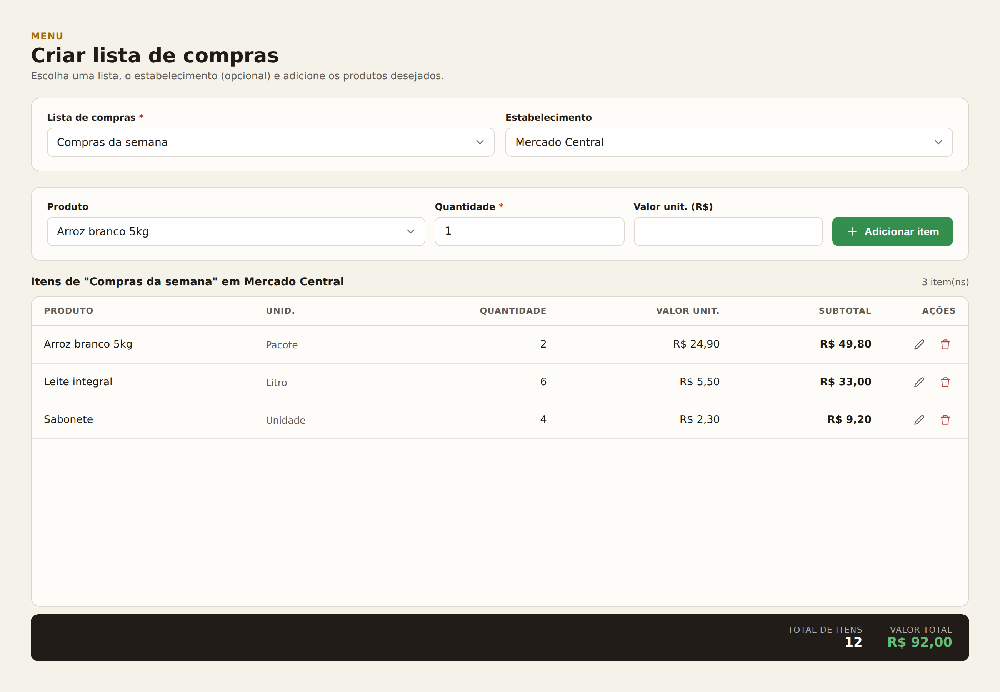 MENU
Criar lista de compras
Escolha uma lista, o estabelecimento (opcional) e adicione os produtos desejados.
Lista de compras * Estabelecimento
Compras da semana Mercado Central
Produto Quantidade * Valor unit. (R$)
Arroz branco 5kg 1 Adicionar item
Itens de "Compras da semana" em Mercado Central 3 item(ns)
PRODUTO UNID. QUANTIDADE VALOR UNIT. SUBTOTAL AÇÕES
Arroz branco 5kg Pacote 2 R$ 24,90 R$ 49,80
Leite integral Litro 6 R$ 5,50 R$ 33,00
Sabonete Unidade 4 R$ 2,30 R$ 9,20
TOTAL DE ITENS VALOR TOTAL
12 R$ 92,00